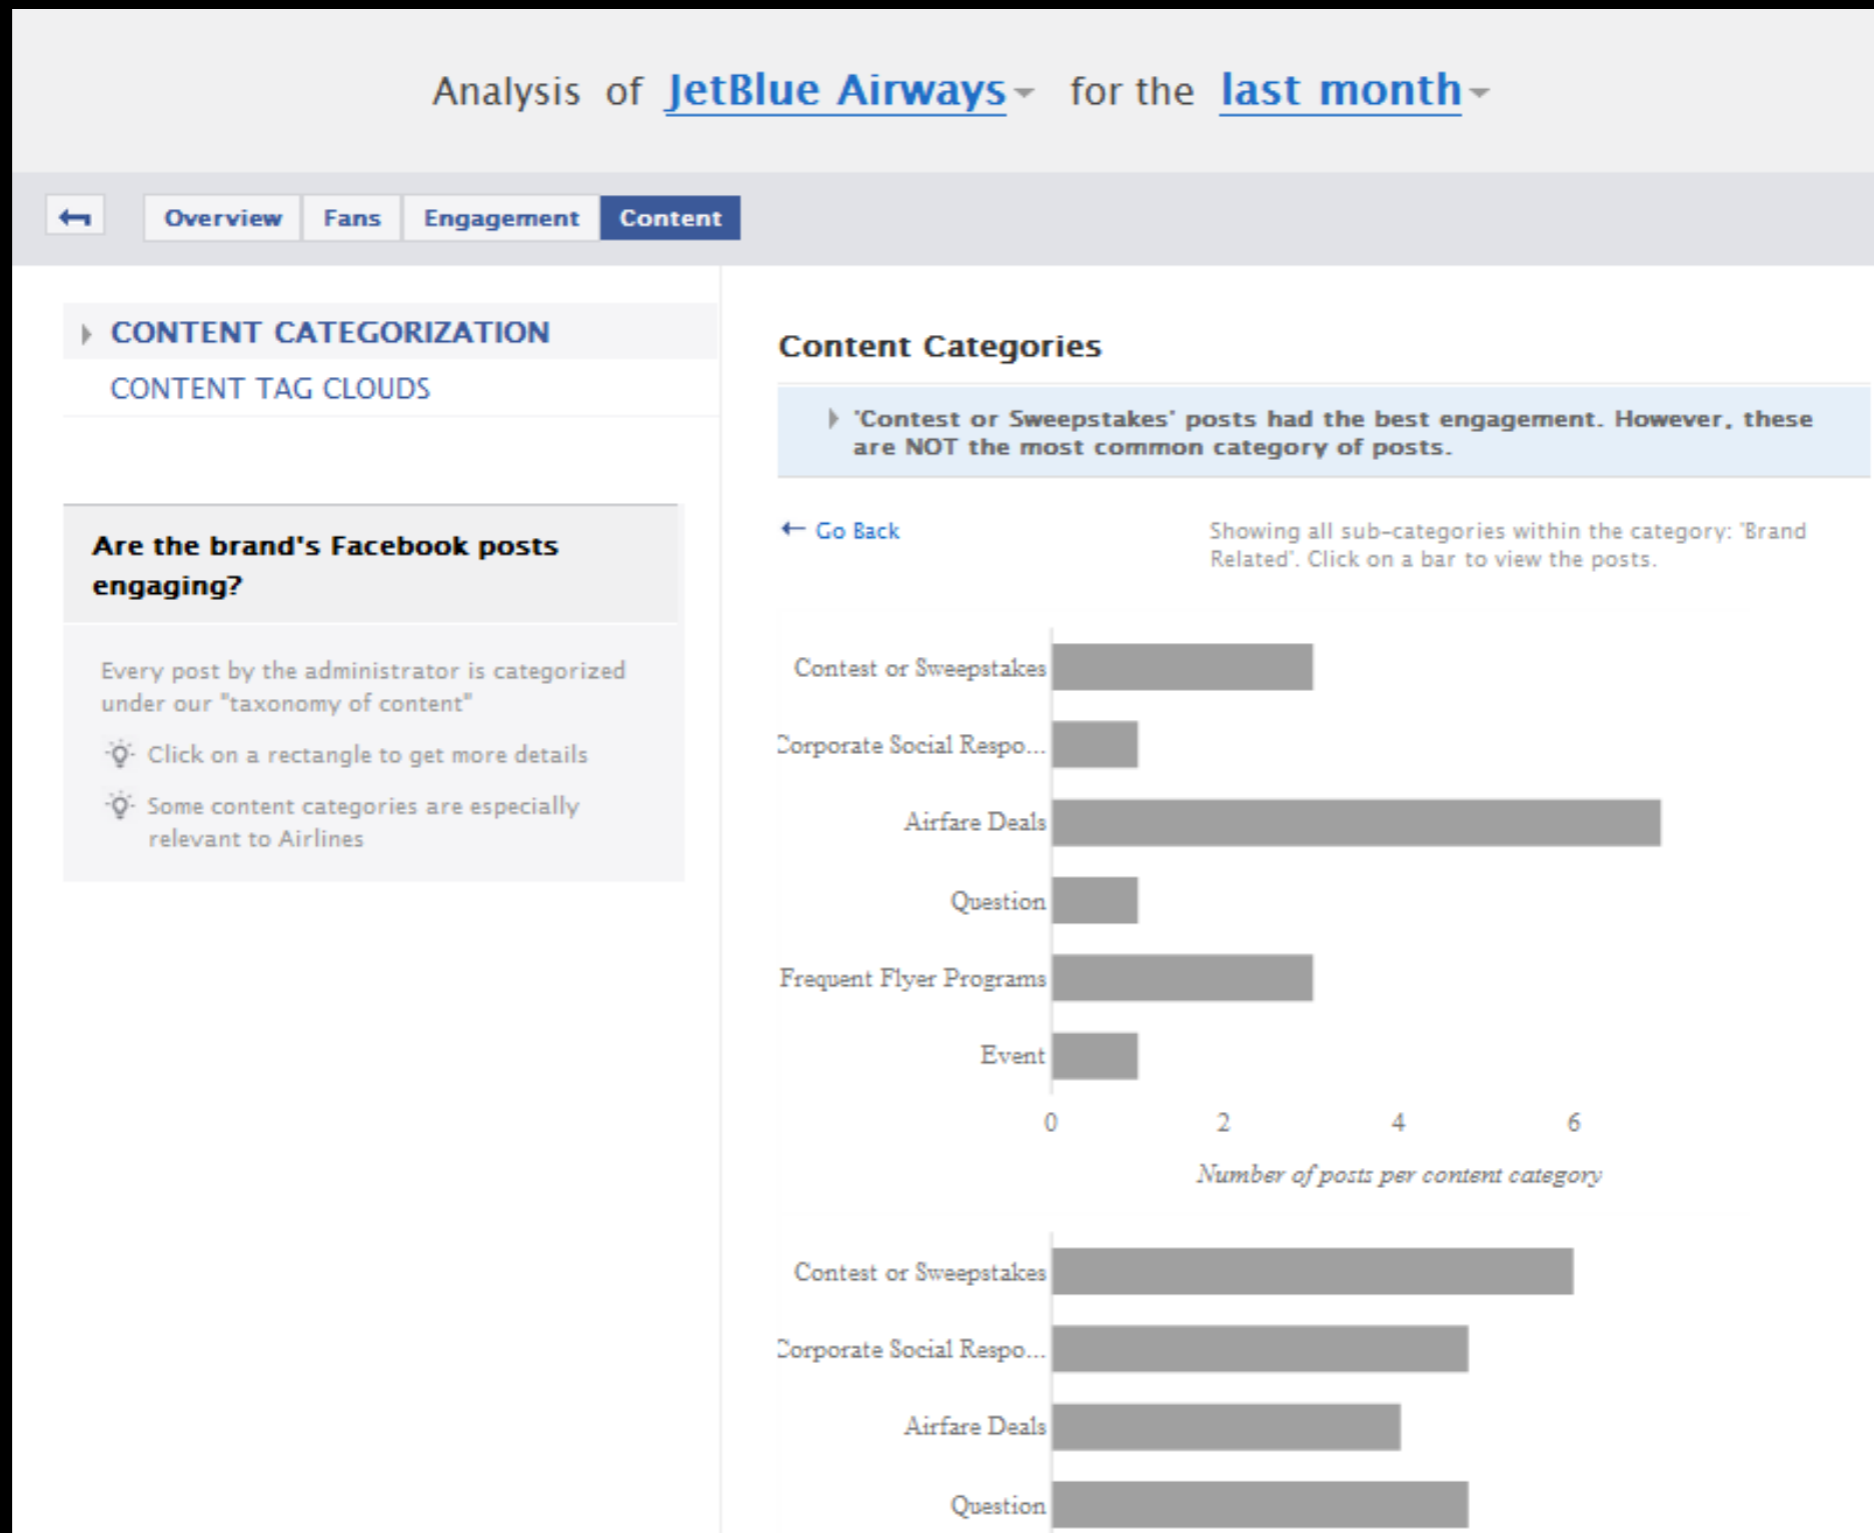 Analysis of JetBlue Airways for the last month
Overview Fans Engagement Content
CONTENT CATEGORIZATION
CONTENT TAG CLOUDS
Are the brand's Facebook posts
engaging?
Every post by the administrator is categorized
under our "taxonomy of content"
Click on a rectangle to get more details
Some content categories are especially
relevant to Airlines
Content Categories
'Contest or Sweepstakes' posts had the best engagement. However, these
are NOT the most common category of posts.
Go Back
Showing all sub-categories within the category: 'Brand
Related'. Click on a bar to view the posts.
Contest or Sweepstakes
Corporate Social Respo...
Airfare Deals
Question
Frequent Flyer Programs
Event
0 2 4 6
Number of posts per content category
Contest or Sweepstakes
Corporate Social Respo...
Airfare Deals
Question